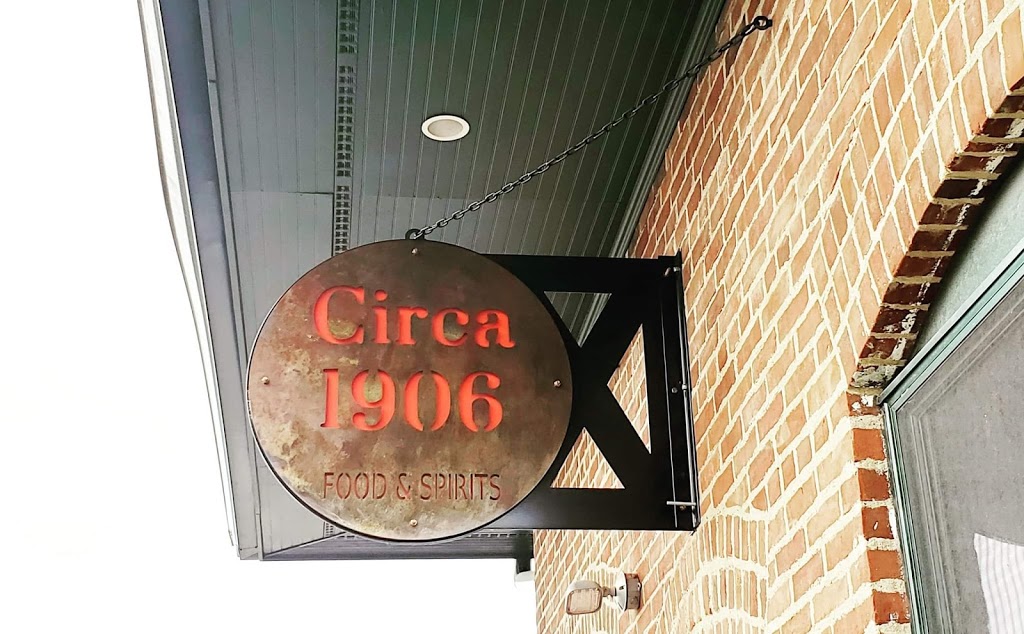 Circa
1906
FOOD & SPIRITS